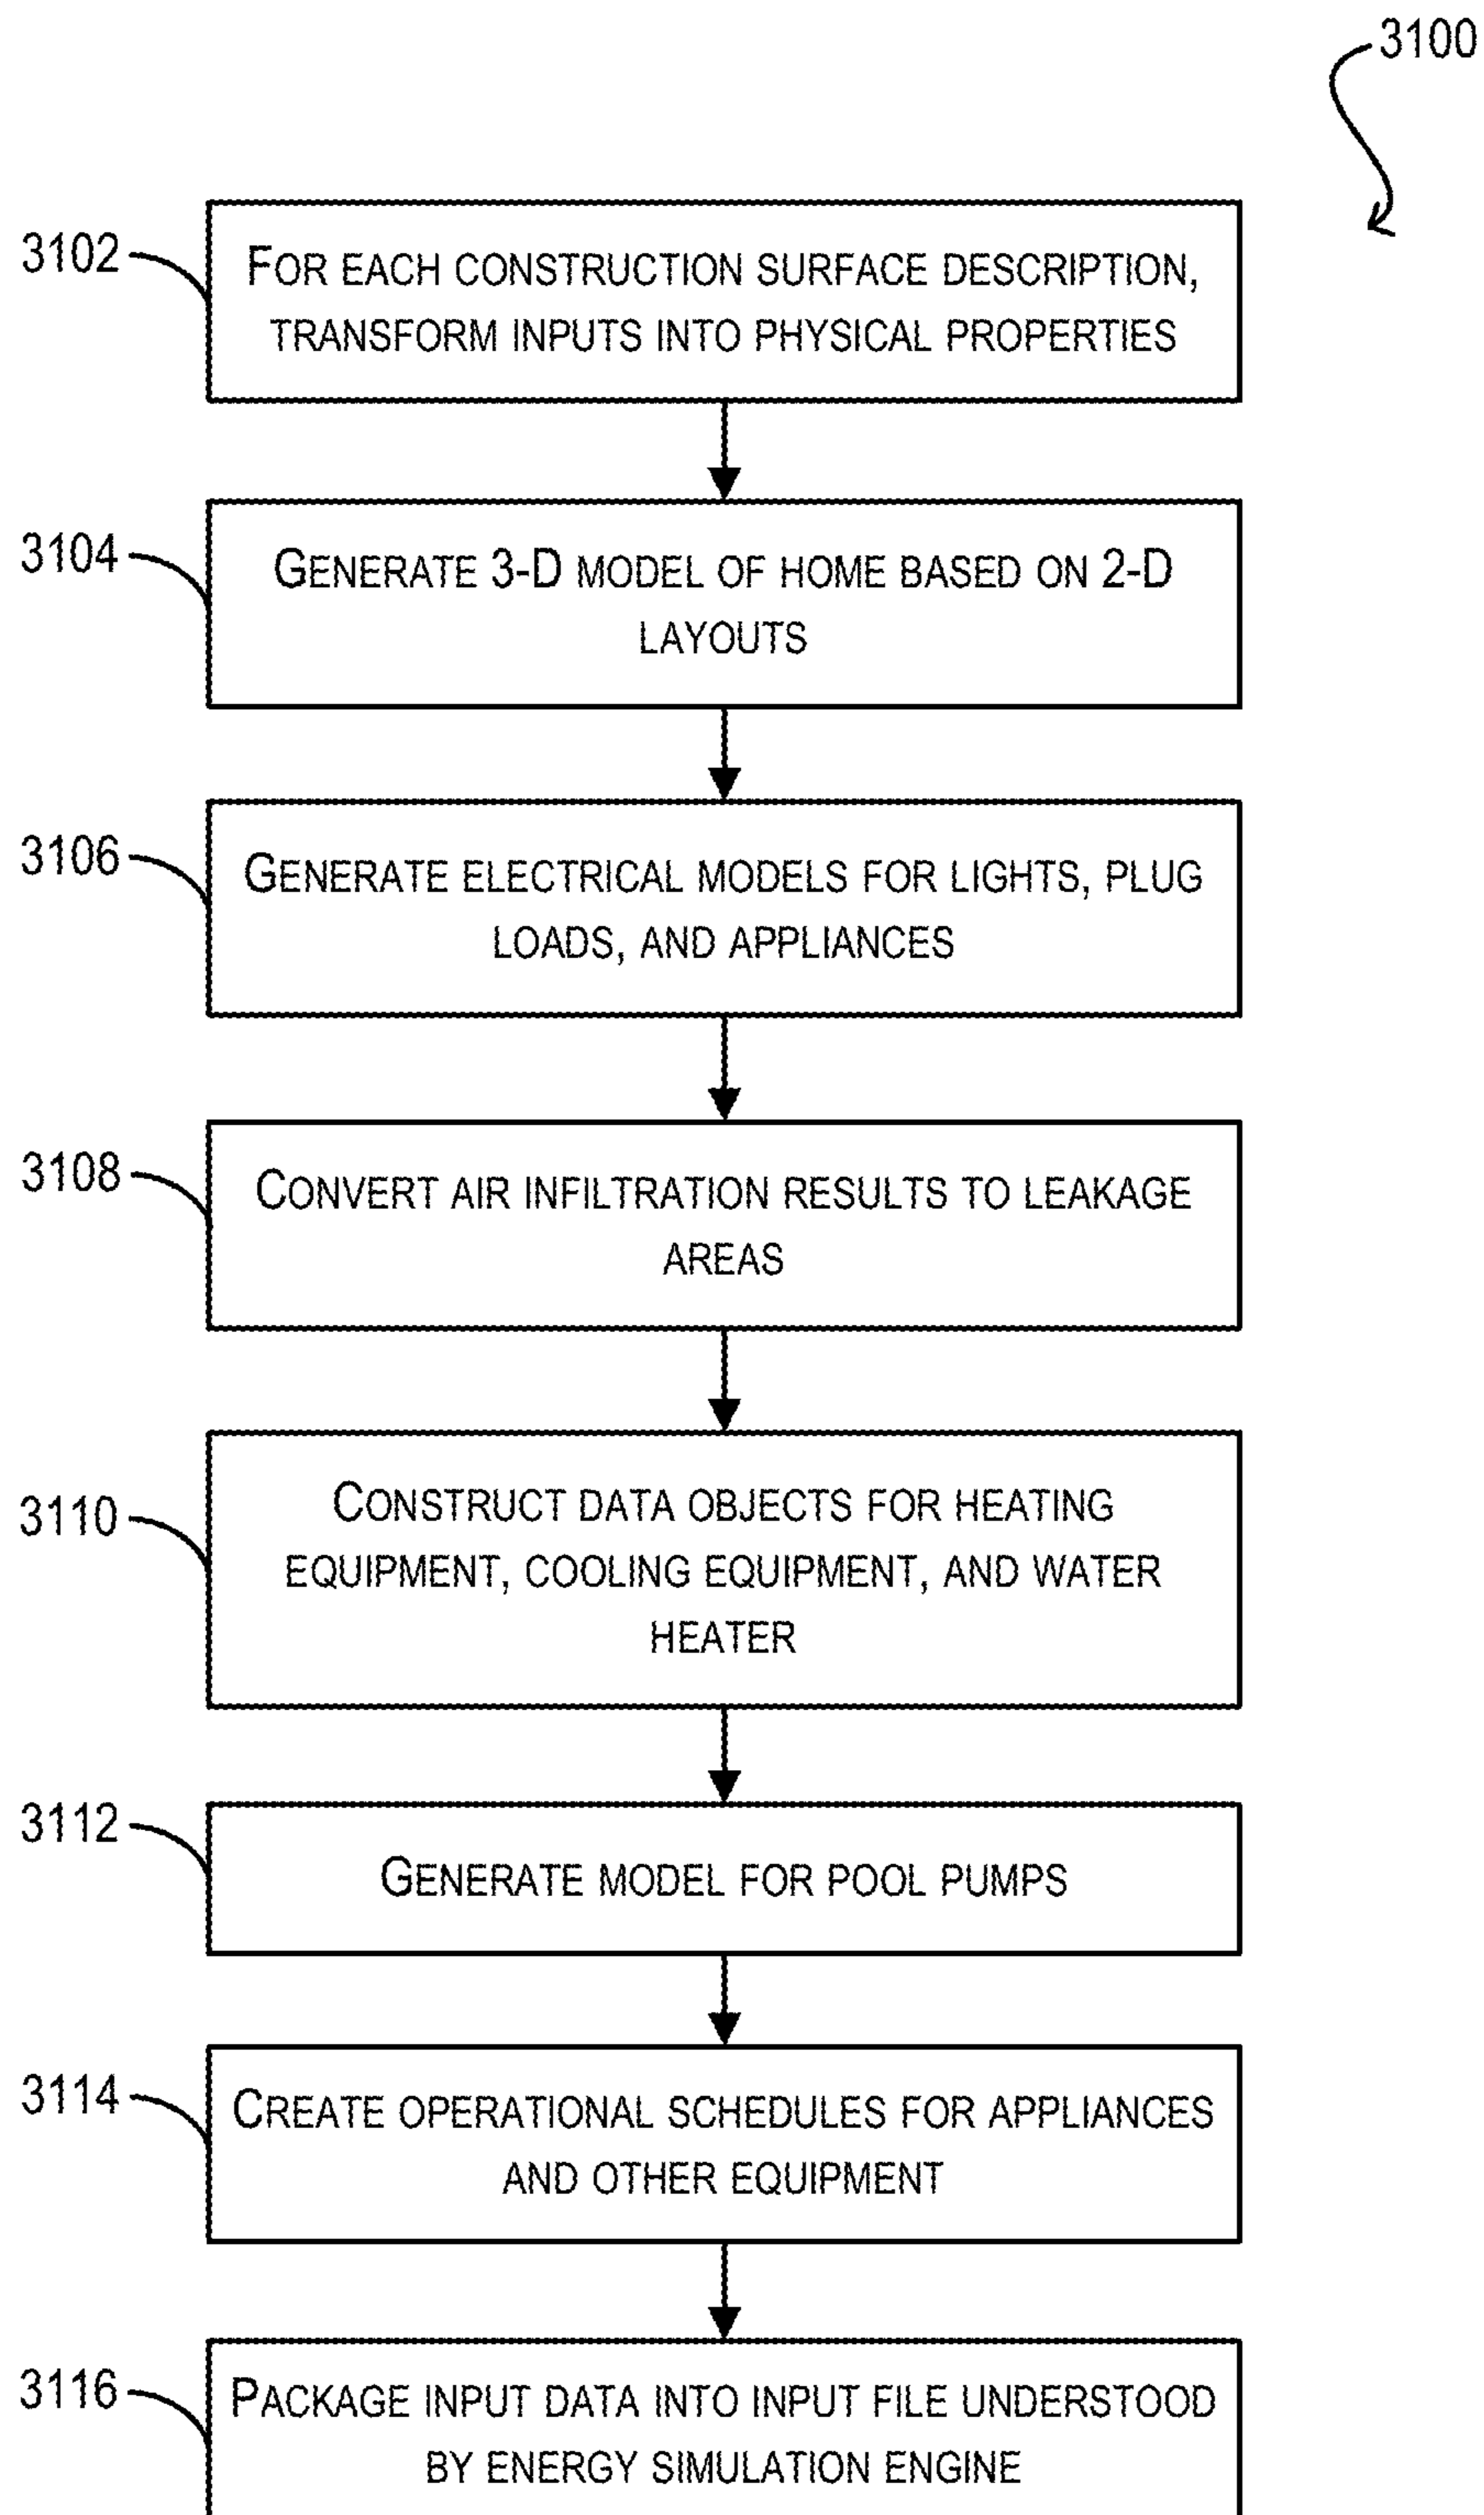 3100
3102
FOR EACH CONSTRUCTION SURFACE DESCRIPTION,
TRANSFORM INPUTS INTO PHYSICAL PROPERTIES
3104
GENERATE 3-D MODEL OF HOME BASED ON 2-D
LAYOUTS
3106
GENERATE ELECTRICAL MODELS FOR LIGHTS, PLUG
LOADS, AND APPLIANCES
3108
CONVERT AIR INFILTRATION RESULTS TO LEAKAGE
AREAS
3110
CONSTRUCT DATA OBJECTS FOR HEATING
EQUIPMENT, COOLING EQUIPMENT, AND WATER
HEATER
3112
GENERATE MODEL FOR POOL PUMPS
3114
CREATE OPERATIONAL SCHEDULES FOR APPLIANCES
AND OTHER EQUIPMENT
3116
PACKAGE INPUT DATA INTO INPUT FILE UNDERSTOOD
BY ENERGY SIMULATION ENGINE